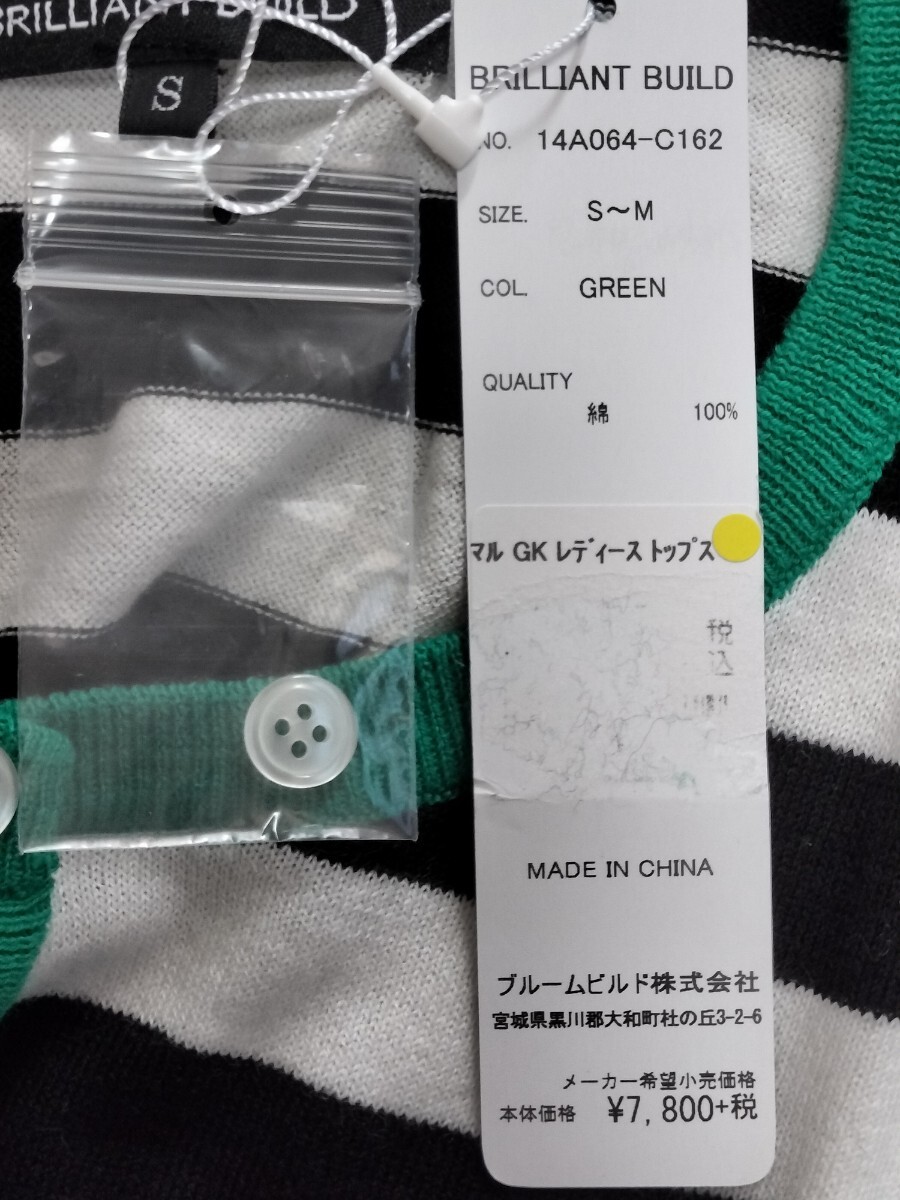 BRILLIANT BUILD
S
BRILLIANT BUILD
NO. 14A064-C162
SIZE. S～M
COL. GREEN
QUALITY
綿 100%
マル GK レディース トップス
税
込
MADE IN CHINA
ブルームビルド株式会社
宮城県黒川郡大和町杜の丘3-2-6
メーカー希望小売価格
本体価格 ¥7,800+税